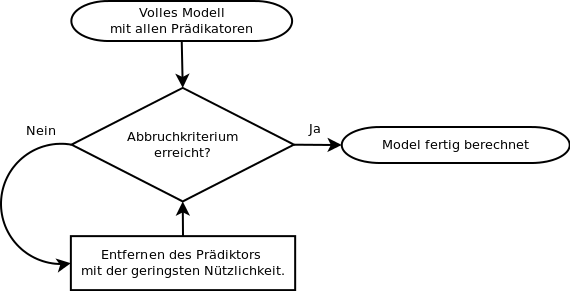 Volles Modell
mit allen Prädikatoren
Nein
Abbruchkriterium
erreicht?
Ja
Model fertig berechnet
Entfernen des Prädiktors
mit der geringsten Nützlichkeit.